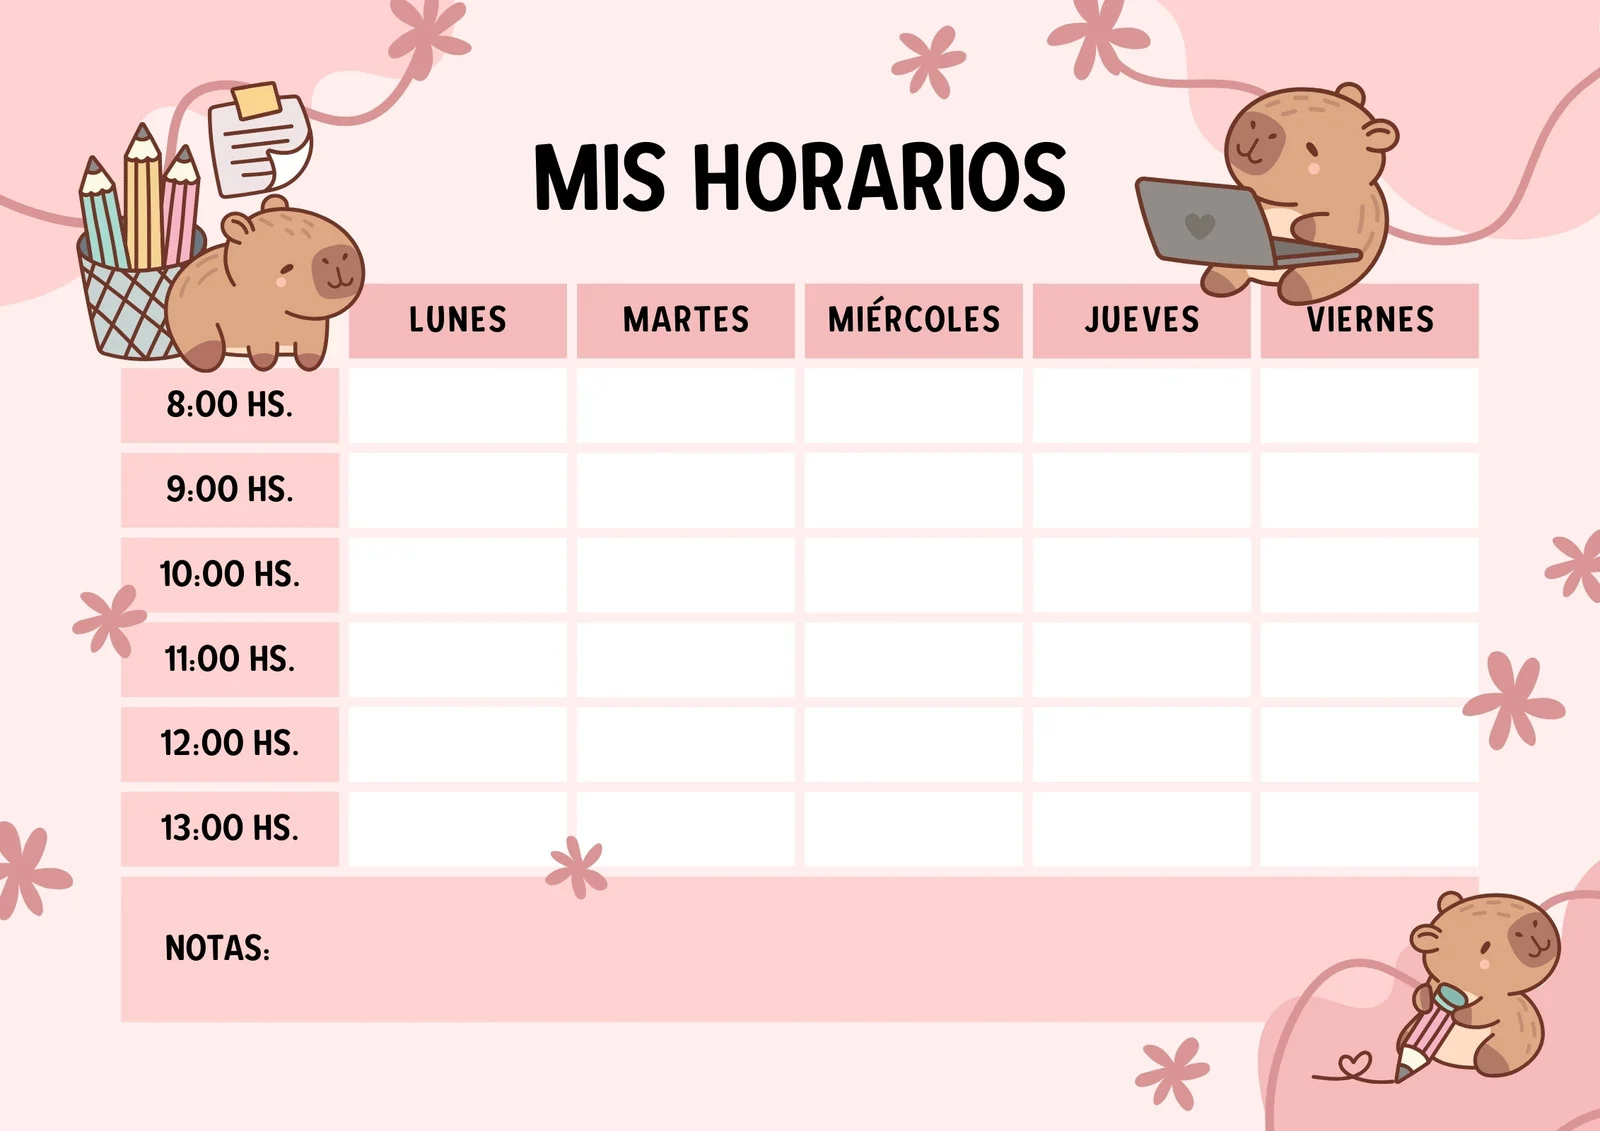 MIS HORARIOS
LUNES MARTES MIÉRCOLES JUEVES VIERNES
8:00 HS.
9:00 HS.
10:00 HS.
11:00 HS.
12:00 HS.
13:00 HS.
NOTAS: